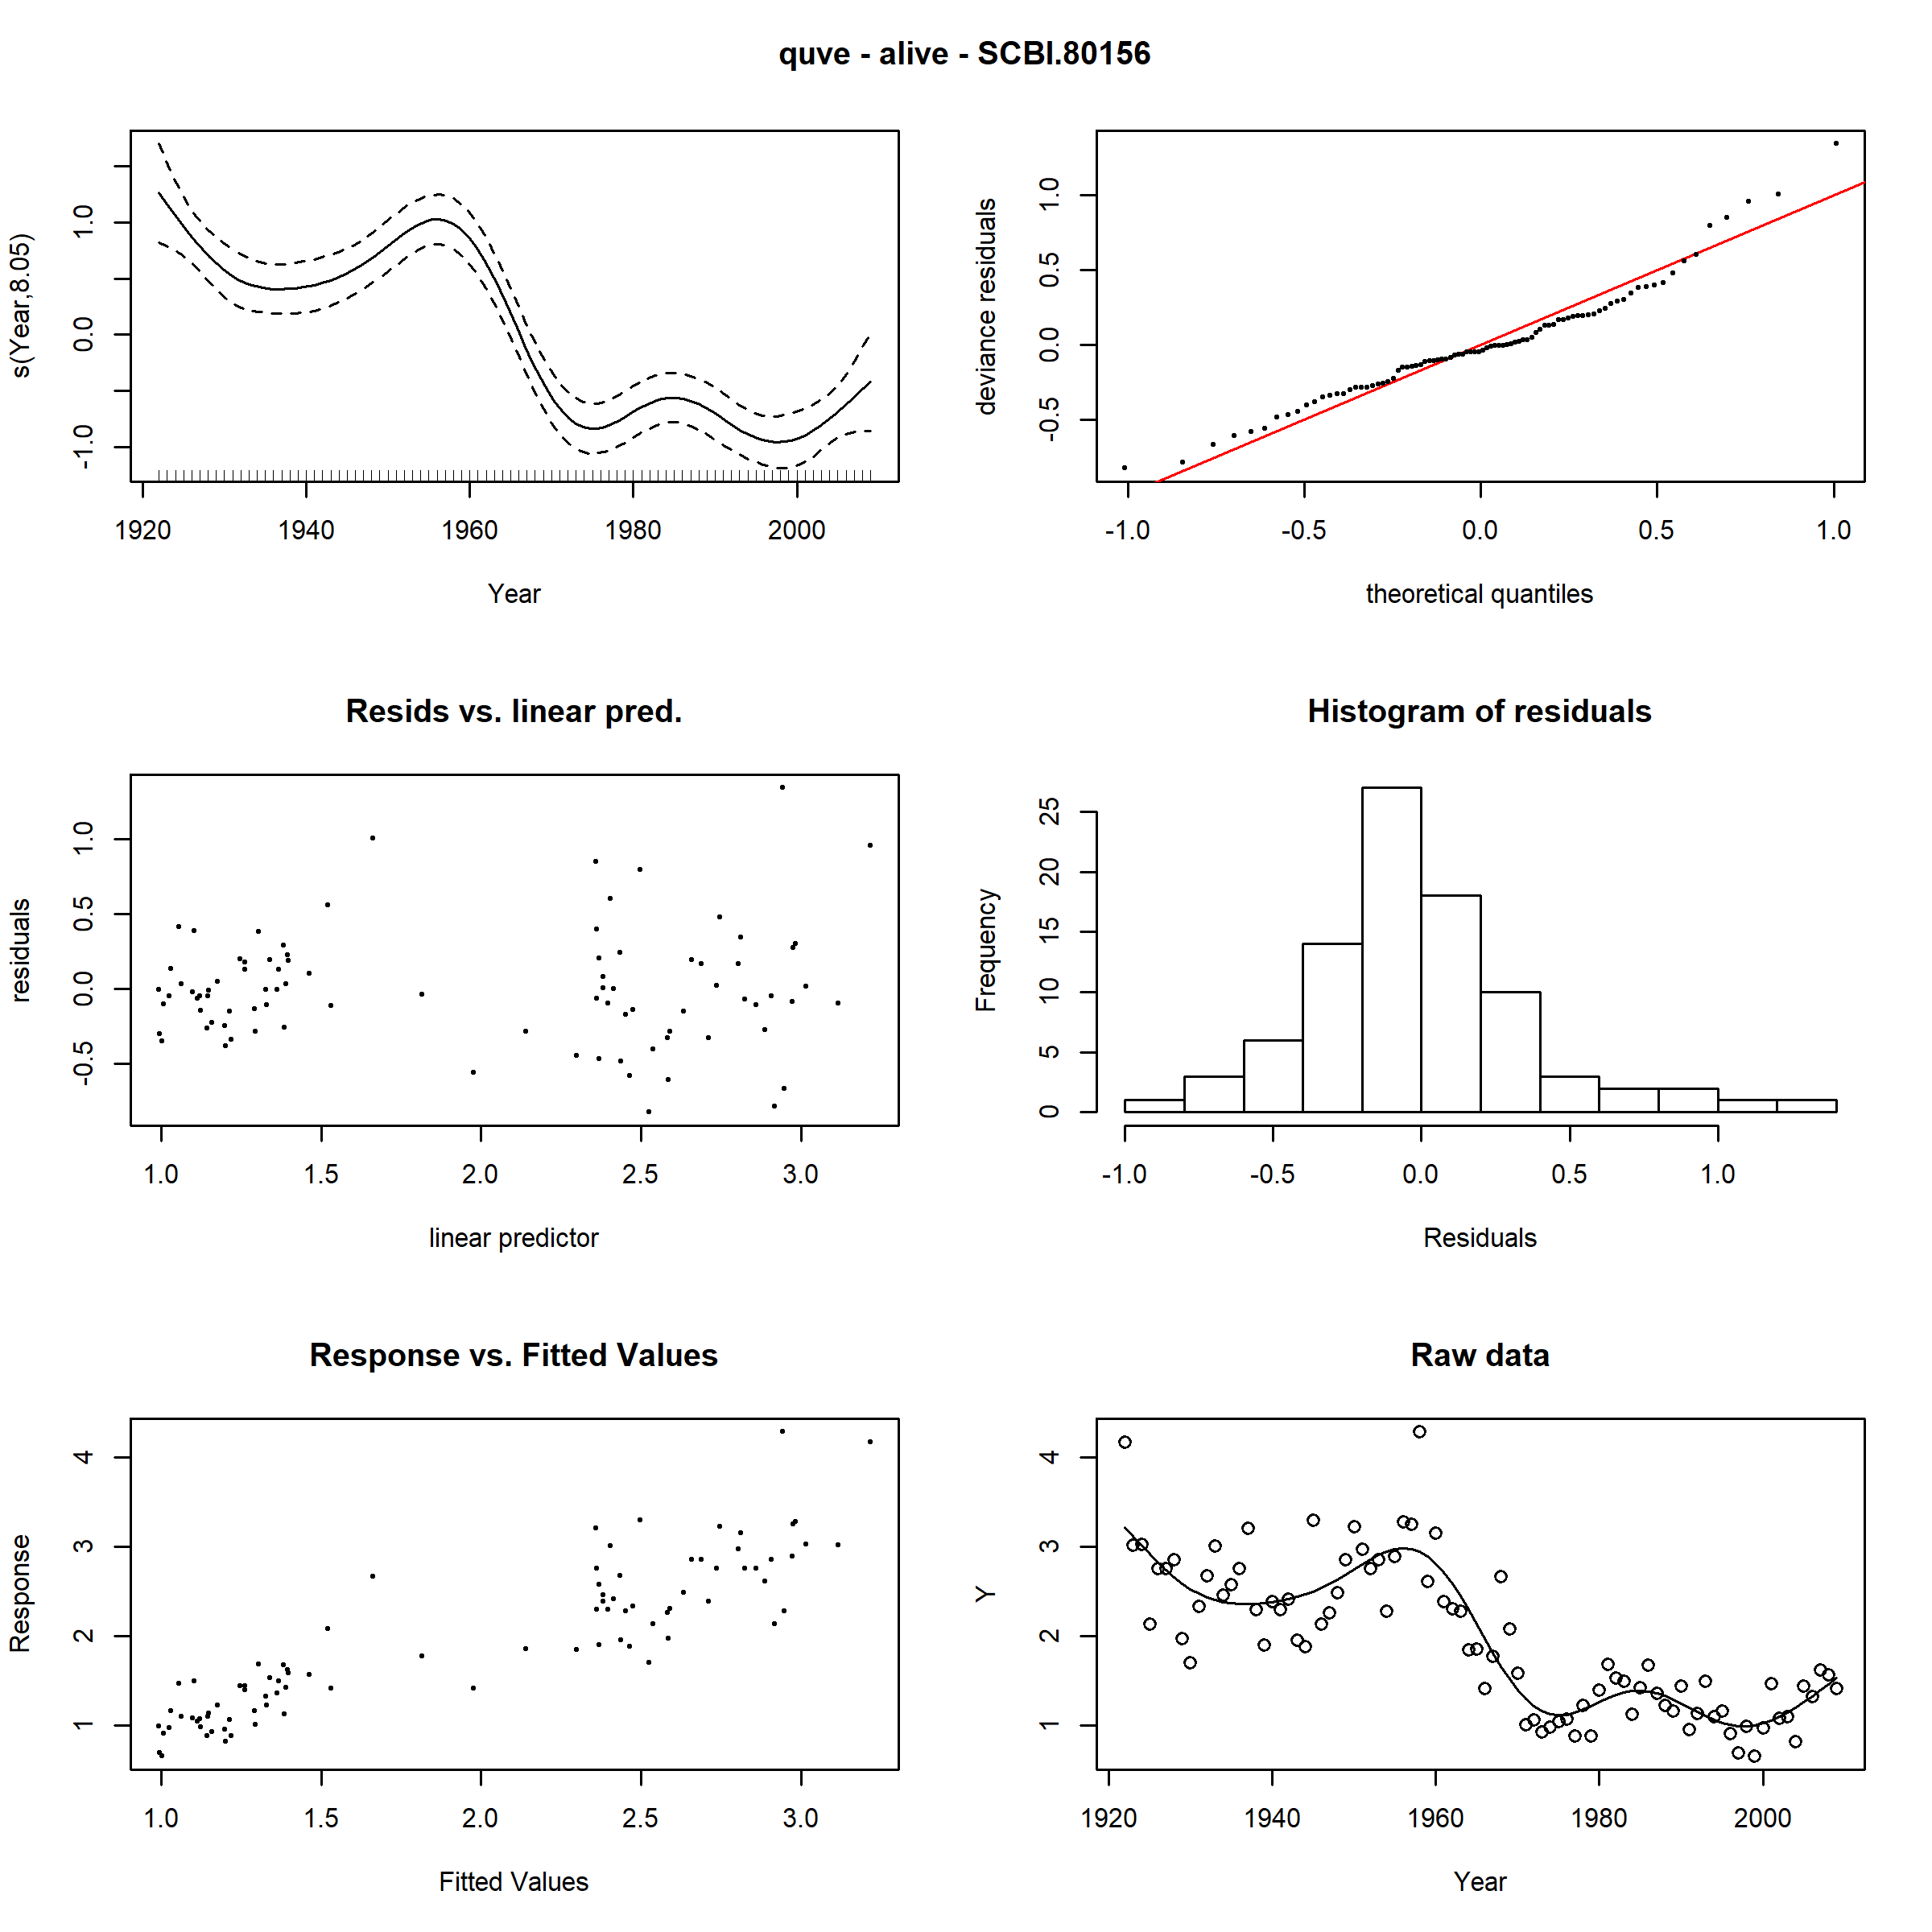 quve - alive - SCBI.80156
s(Year,8.05)
-1.0 0.0 1.0
1920 1940 1960 1980 2000
Year
deviance residuals
-0.5 0.0 0.5 1.0
-1.0 -0.5 0.0 0.5 1.0
theoretical quantiles
Resids vs. linear pred.
residuals
-0.5 0.0 0.5 1.0
1.0 1.5 2.0 2.5 3.0
linear predictor
Histogram of residuals
Frequency
0 5 10 15 20 25
-1.0 -0.5 0.0 0.5 1.0
Residuals
Response vs. Fitted Values
Response
1 2 3 4
1.0 1.5 2.0 2.5 3.0
Fitted Values
Raw data
Y
1 2 3 4
1920 1940 1960 1980 2000
Year